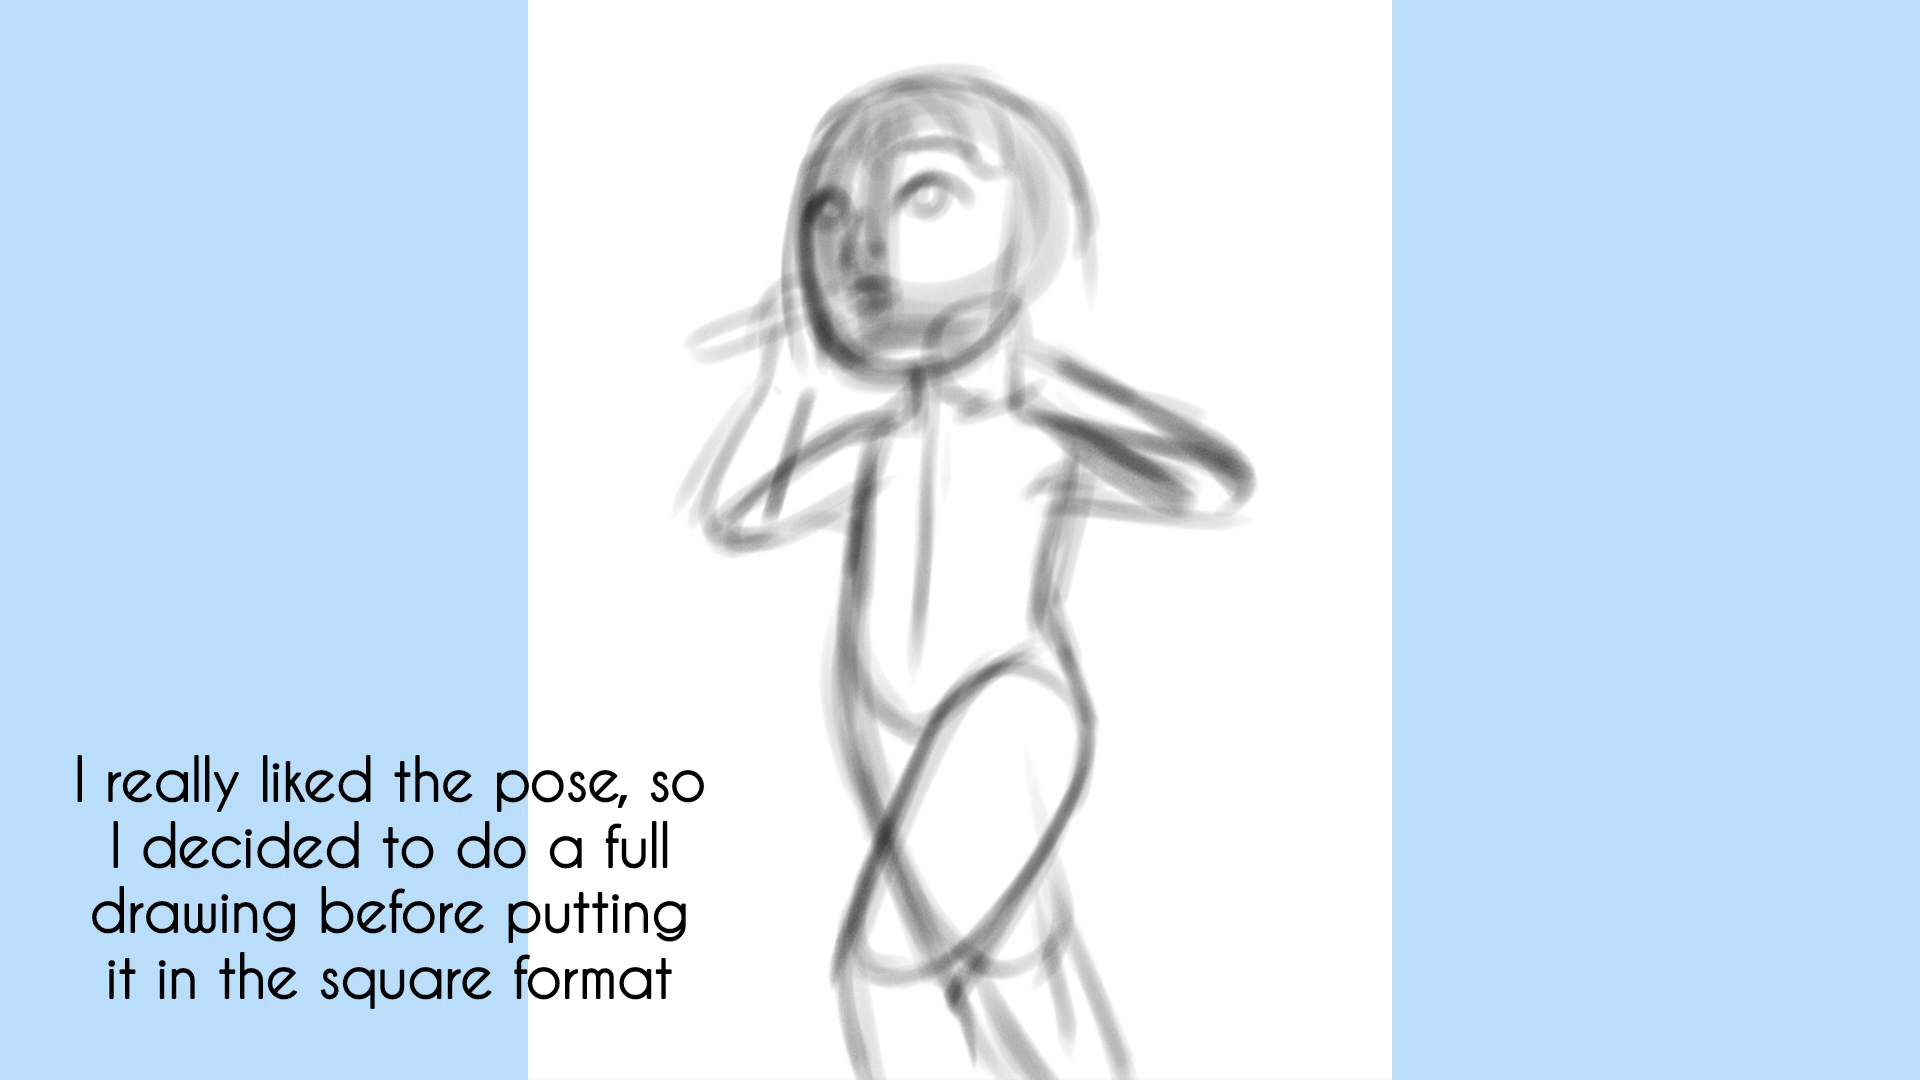 I really liked the pose, so
I decided to do a full
drawing before putting
it in the square format